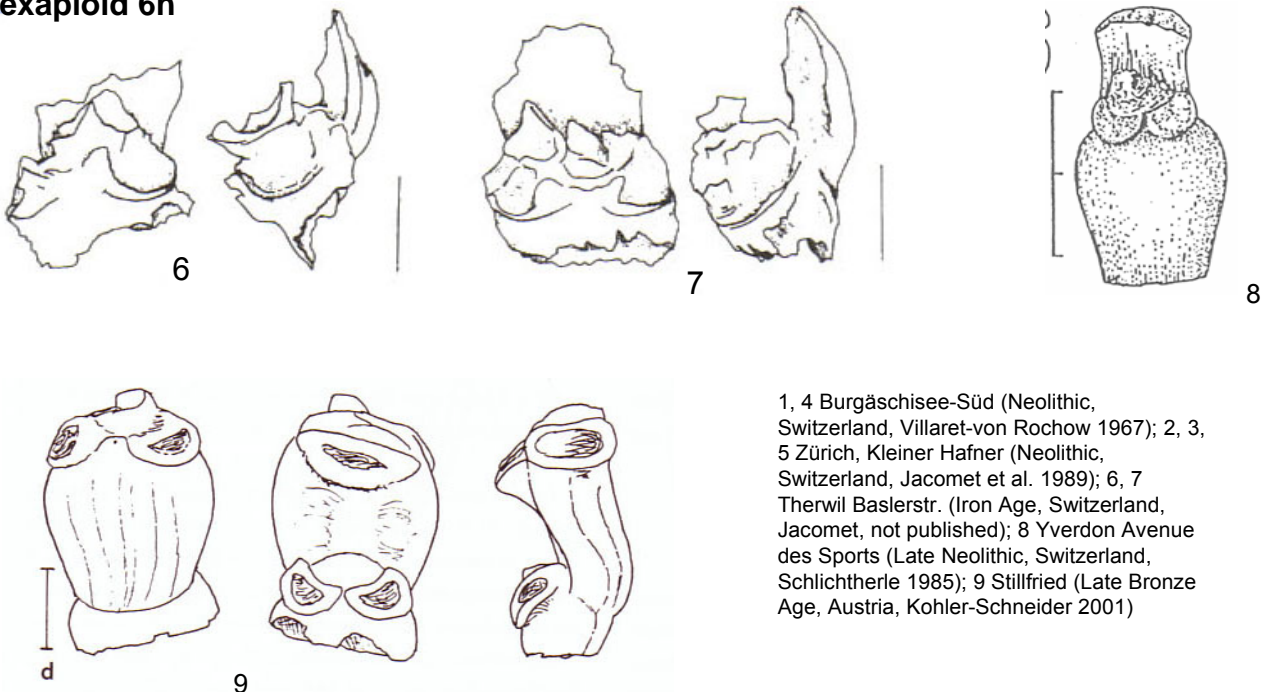 exaploid 6n
6
7
8
1, 4 Burgäschisee-Süd (Neolithic,
Switzerland, Villaret-von Rochow 1967); 2, 3,
5 Zürich, Kleiner Hafner (Neolithic,
Switzerland, Jacomet et al. 1989); 6, 7
Therwil Baslerstr. (Iron Age, Switzerland,
Jacomet, not published); 8 Yverdon Avenue
des Sports (Late Neolithic, Switzerland,
Schlichtherle 1985); 9 Stillfried (Late Bronze
Age, Austria, Kohler-Schneider 2001)
d
9